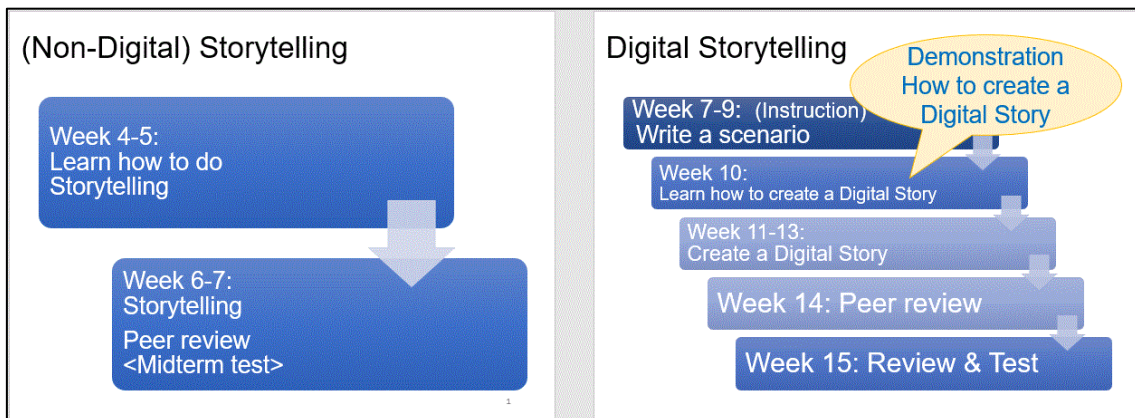 (Non-Digital) Storytelling
Week 4-5:
Learn how to do
Storytelling
Week 6-7:
Storytelling
Peer review
<Midterm test>
1
Digital Storytelling
Demonstration
How to create a
Digital Story
Week 7-9: (Instruction)
Write a scenario
Week 10:
Learn how to create a Digital Story
Week 11-13:
Create a Digital Story
Week 14: Peer review
Week 15: Review & Test